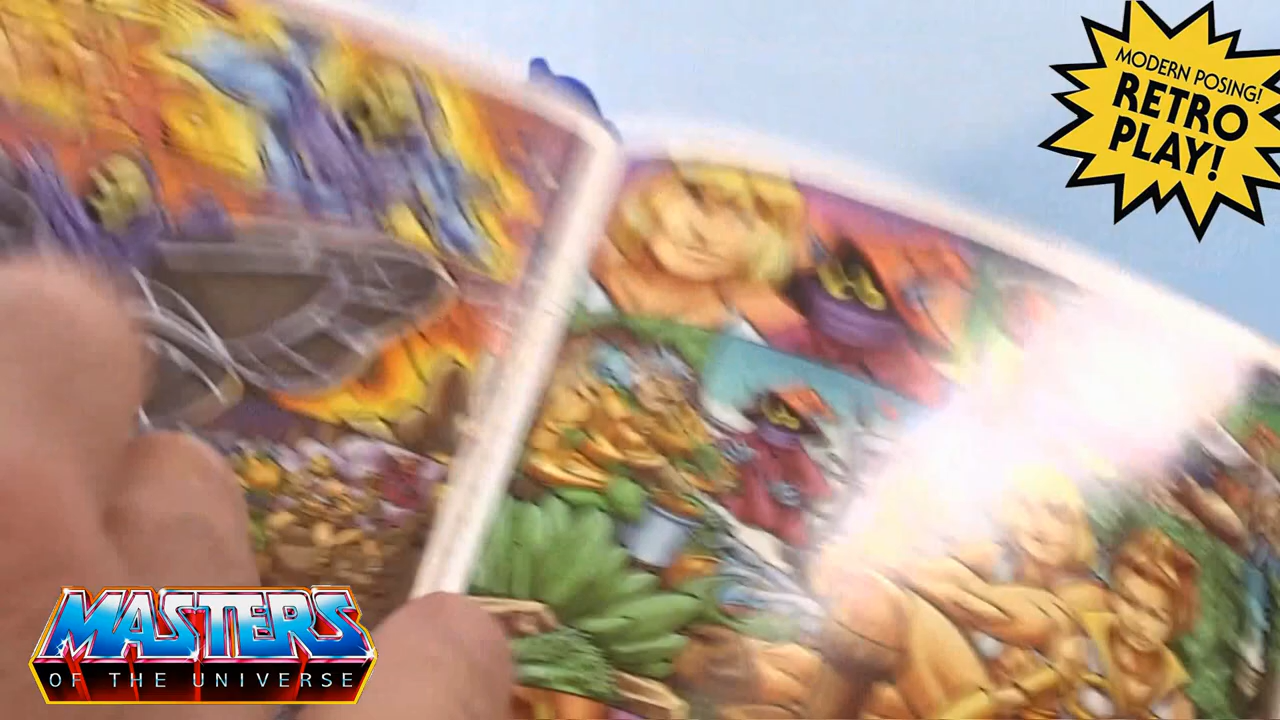 MODERN POSING!
RETRO
PLAY!
MASTERS
OF THE UNIVERSE